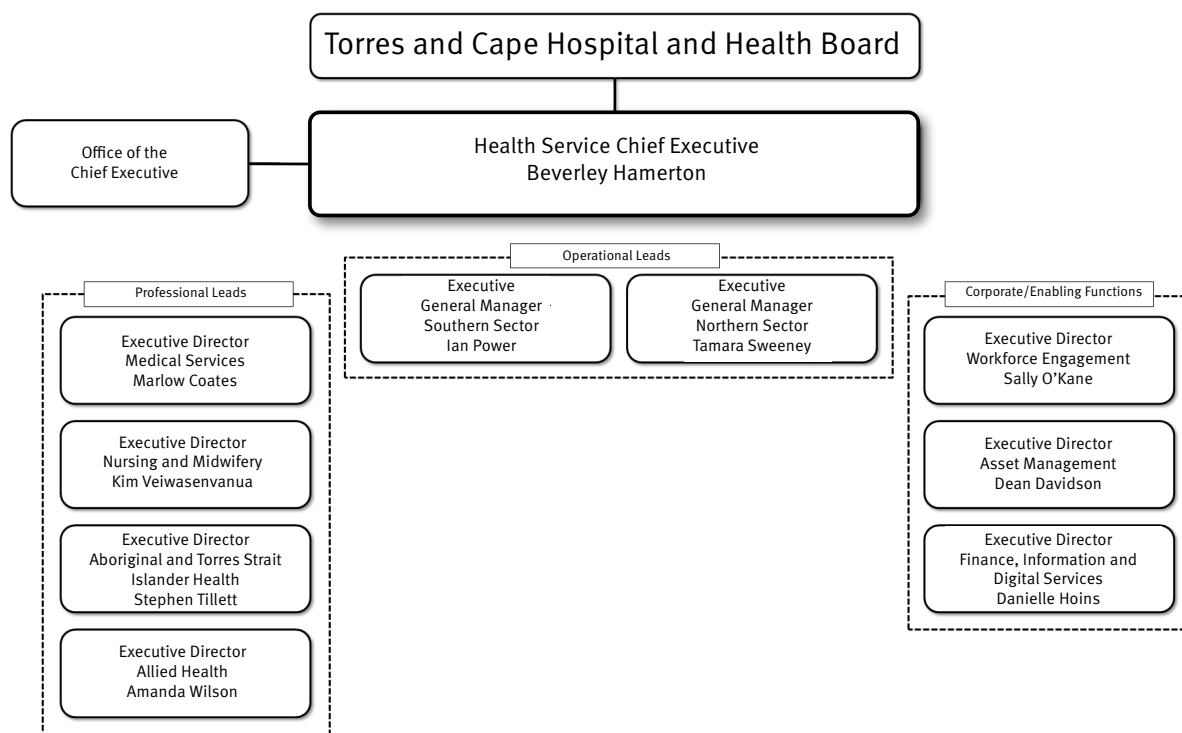 Torres and Cape Hospital and Health Board
Office of the
Chief Executive
Health Service Chief Executive
Beverley Hamerton
Professional Leads
Executive Director
Medical Services
Marlow Coates
Executive Director
Nursing and Midwifery
Kim Veiwasenvanua
Executive Director
Aboriginal and Torres Strait
Islander Health
Stephen Tillett
Executive Director
Allied Health
Amanda Wilson
Operational Leads
Executive
General Manager
Southern Sector
Ian Power
Executive
General Manager
Northern Sector
Tamara Sweeney
Corporate/Enabling Functions
Executive Director
Workforce Engagement
Sally O’Kane
Executive Director
Asset Management
Dean Davidson
Executive Director
Finance, Information and
Digital Services
Danielle Hoins